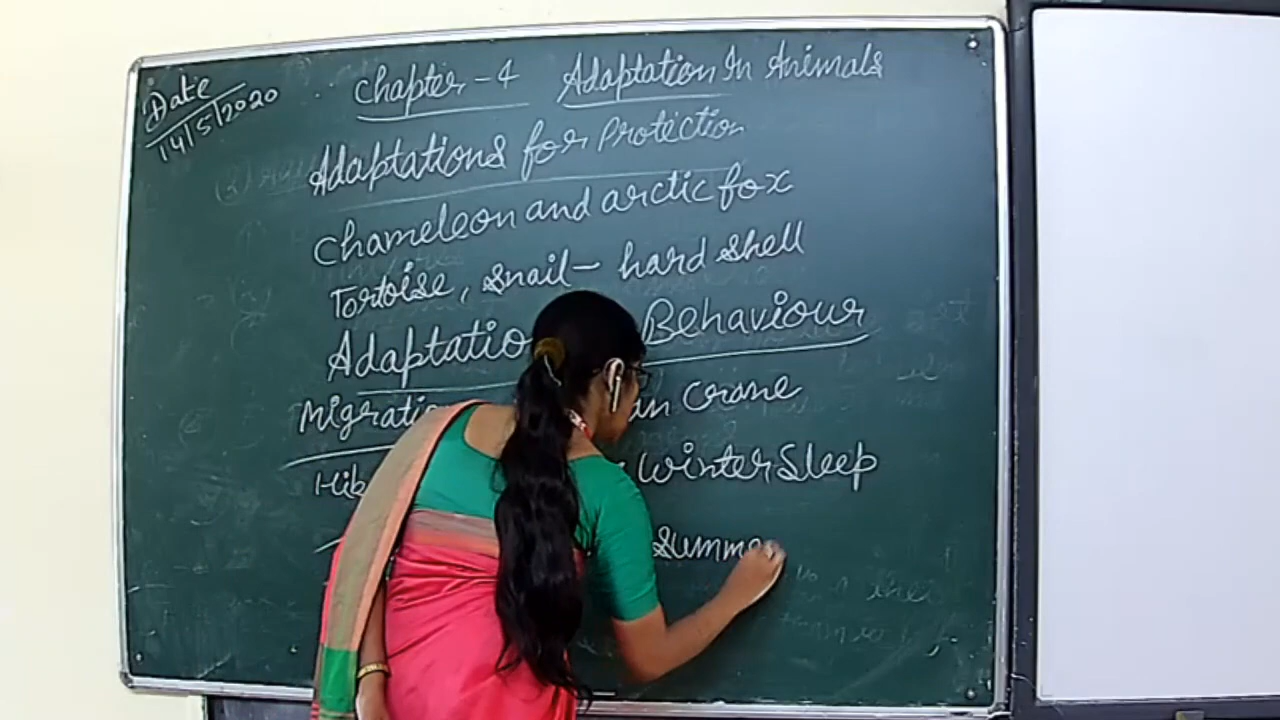 Date
14/5/2020
Chapter - 4 Adaptation In Animals
Adaptations for Protection
Chameleon and arctic fox
Tortoise, Snail - hard shell
Adaptatio Behaviour
Migratio an crane
Hib Winter Sleep
Summe